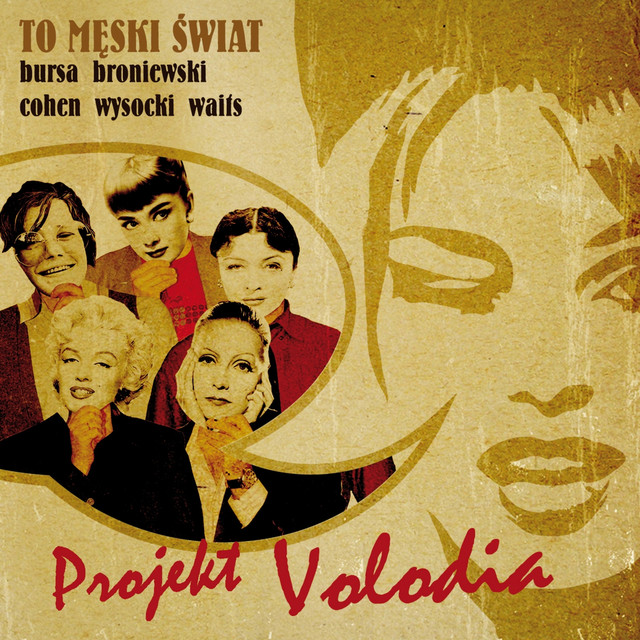 TO MĘSKI ŚWIAT
bursa broniewski
cohen wysocki waits
Projekt Volodia